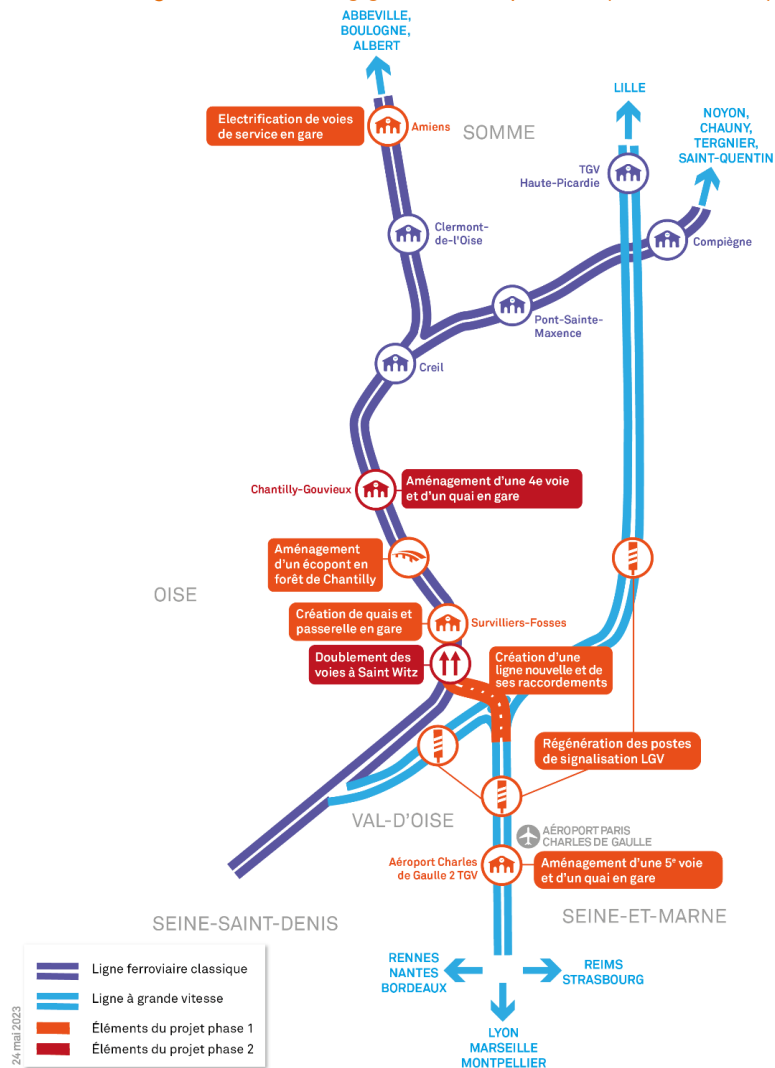 ABBEVILLE,
BOULOGNE,
ALBERT
LILLE
NOYON,
CHAUNY,
TERGNIER,
SAINT-QUENTIN
Electrification de voies
de service en gare
Amiens
SOMME
TGV
Haute-Picardie
Clermont-
de-l'Oise
Compiègne
Pont-Sainte-
Maxence
Creil
Chantilly-Gouvieux
Aménagement d'une 4e voie
et d'un quai en gare
Aménagement
d'un écopont en
forêt de Chantilly
OISE
Création de quais et
passerelle en gare
Survilliers-Fosses
Doublement des
voies à Saint Witz
Création d'une
ligne nouvelle et de
ses raccordements
Régénération des postes
de signalisation LGV
VAL-D'OISE
AÉROPORT PARIS
CHARLES DE GAULLE
Aéroport Charles
de Gaulle 2 TGV
Aménagement d'une 5e voie
et d'un quai en gare
SEINE-SAINT-DENIS
SEINE-ET-MARNE
RENNES
NANTES
BORDEAUX
REIMS
STRASBOURG
LYON
MARSEILLE
MONTPELLIER
Ligne ferroviaire classique
Ligne à grande vitesse
Éléments du projet phase 1
Éléments du projet phase 2
24 mai 2023